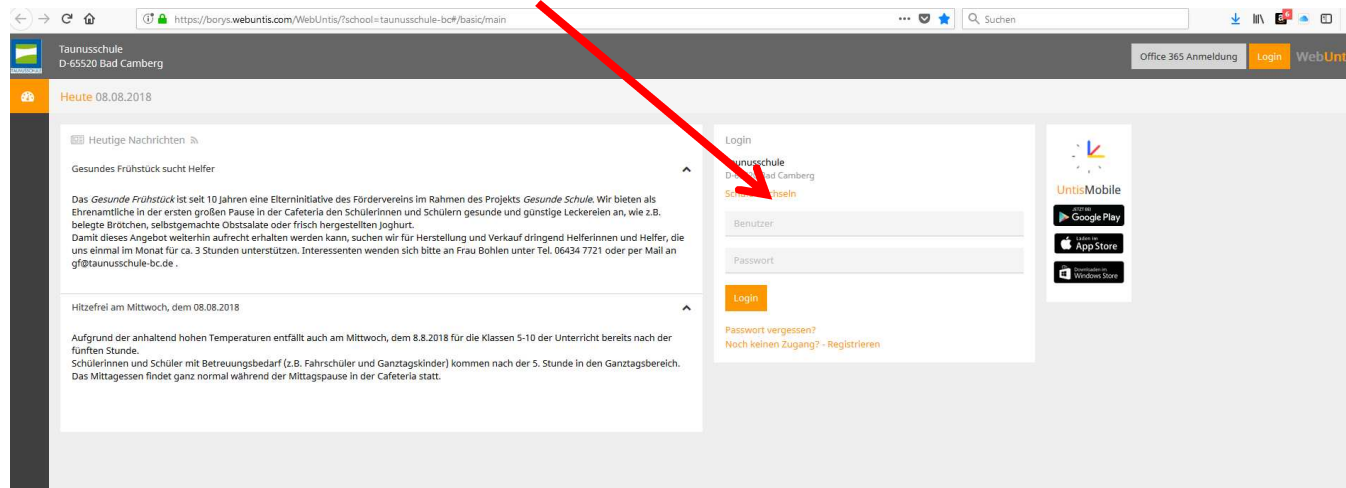 https://borys.webuntis.com/WebUntis/?school=taunusschule-bc#/basic/main
Suchen
Taunusschule
D-65520 Bad Camberg
Office 365 Anmeldung
Login
WebUnt
Heute 08.08.2018
Heutige Nachrichten
Gesundes Frühstück sucht Helfer
Das Gesunde Frühstück ist seit 10 Jahren eine Elterninitiative des Fördervereins im Rahmen des Projekts Gesunde Schule. Wir bieten als
Ehrenamtliche in der ersten großen Pause in der Cafeteria den Schülerinnen und Schülern gesunde und günstige Leckereien an, wie z.B.
belegte Brötchen, selbstgemachte Obstsalate oder frisch hergestellten Joghurt.
Damit dieses Angebot weiterhin aufrecht erhalten werden kann, suchen wir für Herstellung und Verkauf dringend Helferinnen und Helfer, die
uns einmal im Monat für ca. 3 Stunden unterstützen. Interessenten wenden sich bitte an Frau Bohlen unter Tel. 06434 7721 oder per Mail an
gf@taunusschule-bc.de .
Hitzefrei am Mittwoch, dem 08.08.2018
Aufgrund der anhaltend hohen Temperaturen entfällt auch am Mittwoch, dem 8.8.2018 für die Klassen 5-10 der Unterricht bereits nach der
fünften Stunde.
Schülerinnen und Schüler mit Betreuungsbedarf (z.B. Fahrschüler und Ganztagskinder) kommen nach der 5. Stunde in den Ganztagsbereich.
Das Mittagessen findet ganz normal während der Mittagspause in der Cafeteria statt.
Login
Bad Camberg
Benutzer
Passwort
Login
Passwort vergessen?
Noch keinen Zugang? - Registrieren
UntisMobile
JETZT BEI
Google Play
Laden im
App Store
Downloaden im
Windows Store